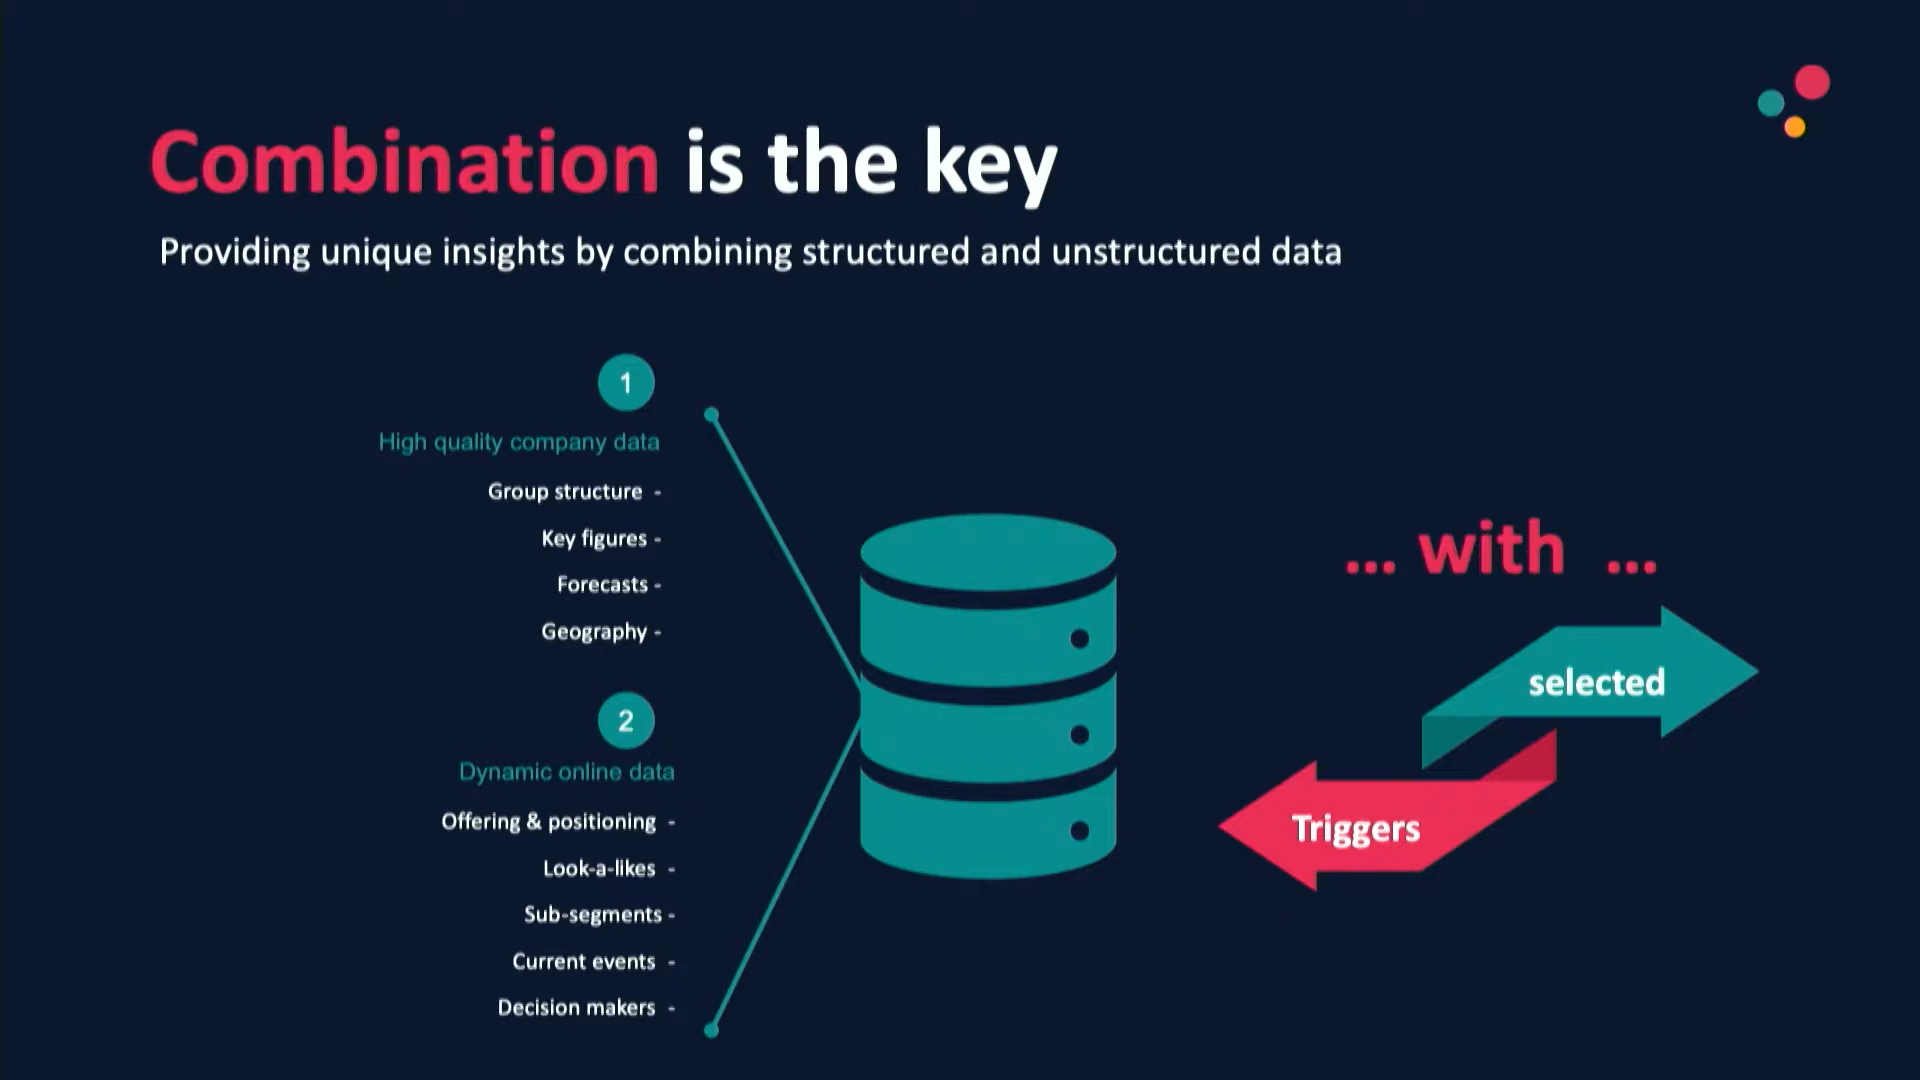 Combination is the key
Providing unique insights by combining structured and unstructured data
1
High quality company data
Group structure -
Key figures -
Forecasts -
Geography -
2
Dynamic online data
Offering & positioning -
Look-a-likes -
Sub-segments -
Current events -
Decision makers -
... with ...
selected
Triggers